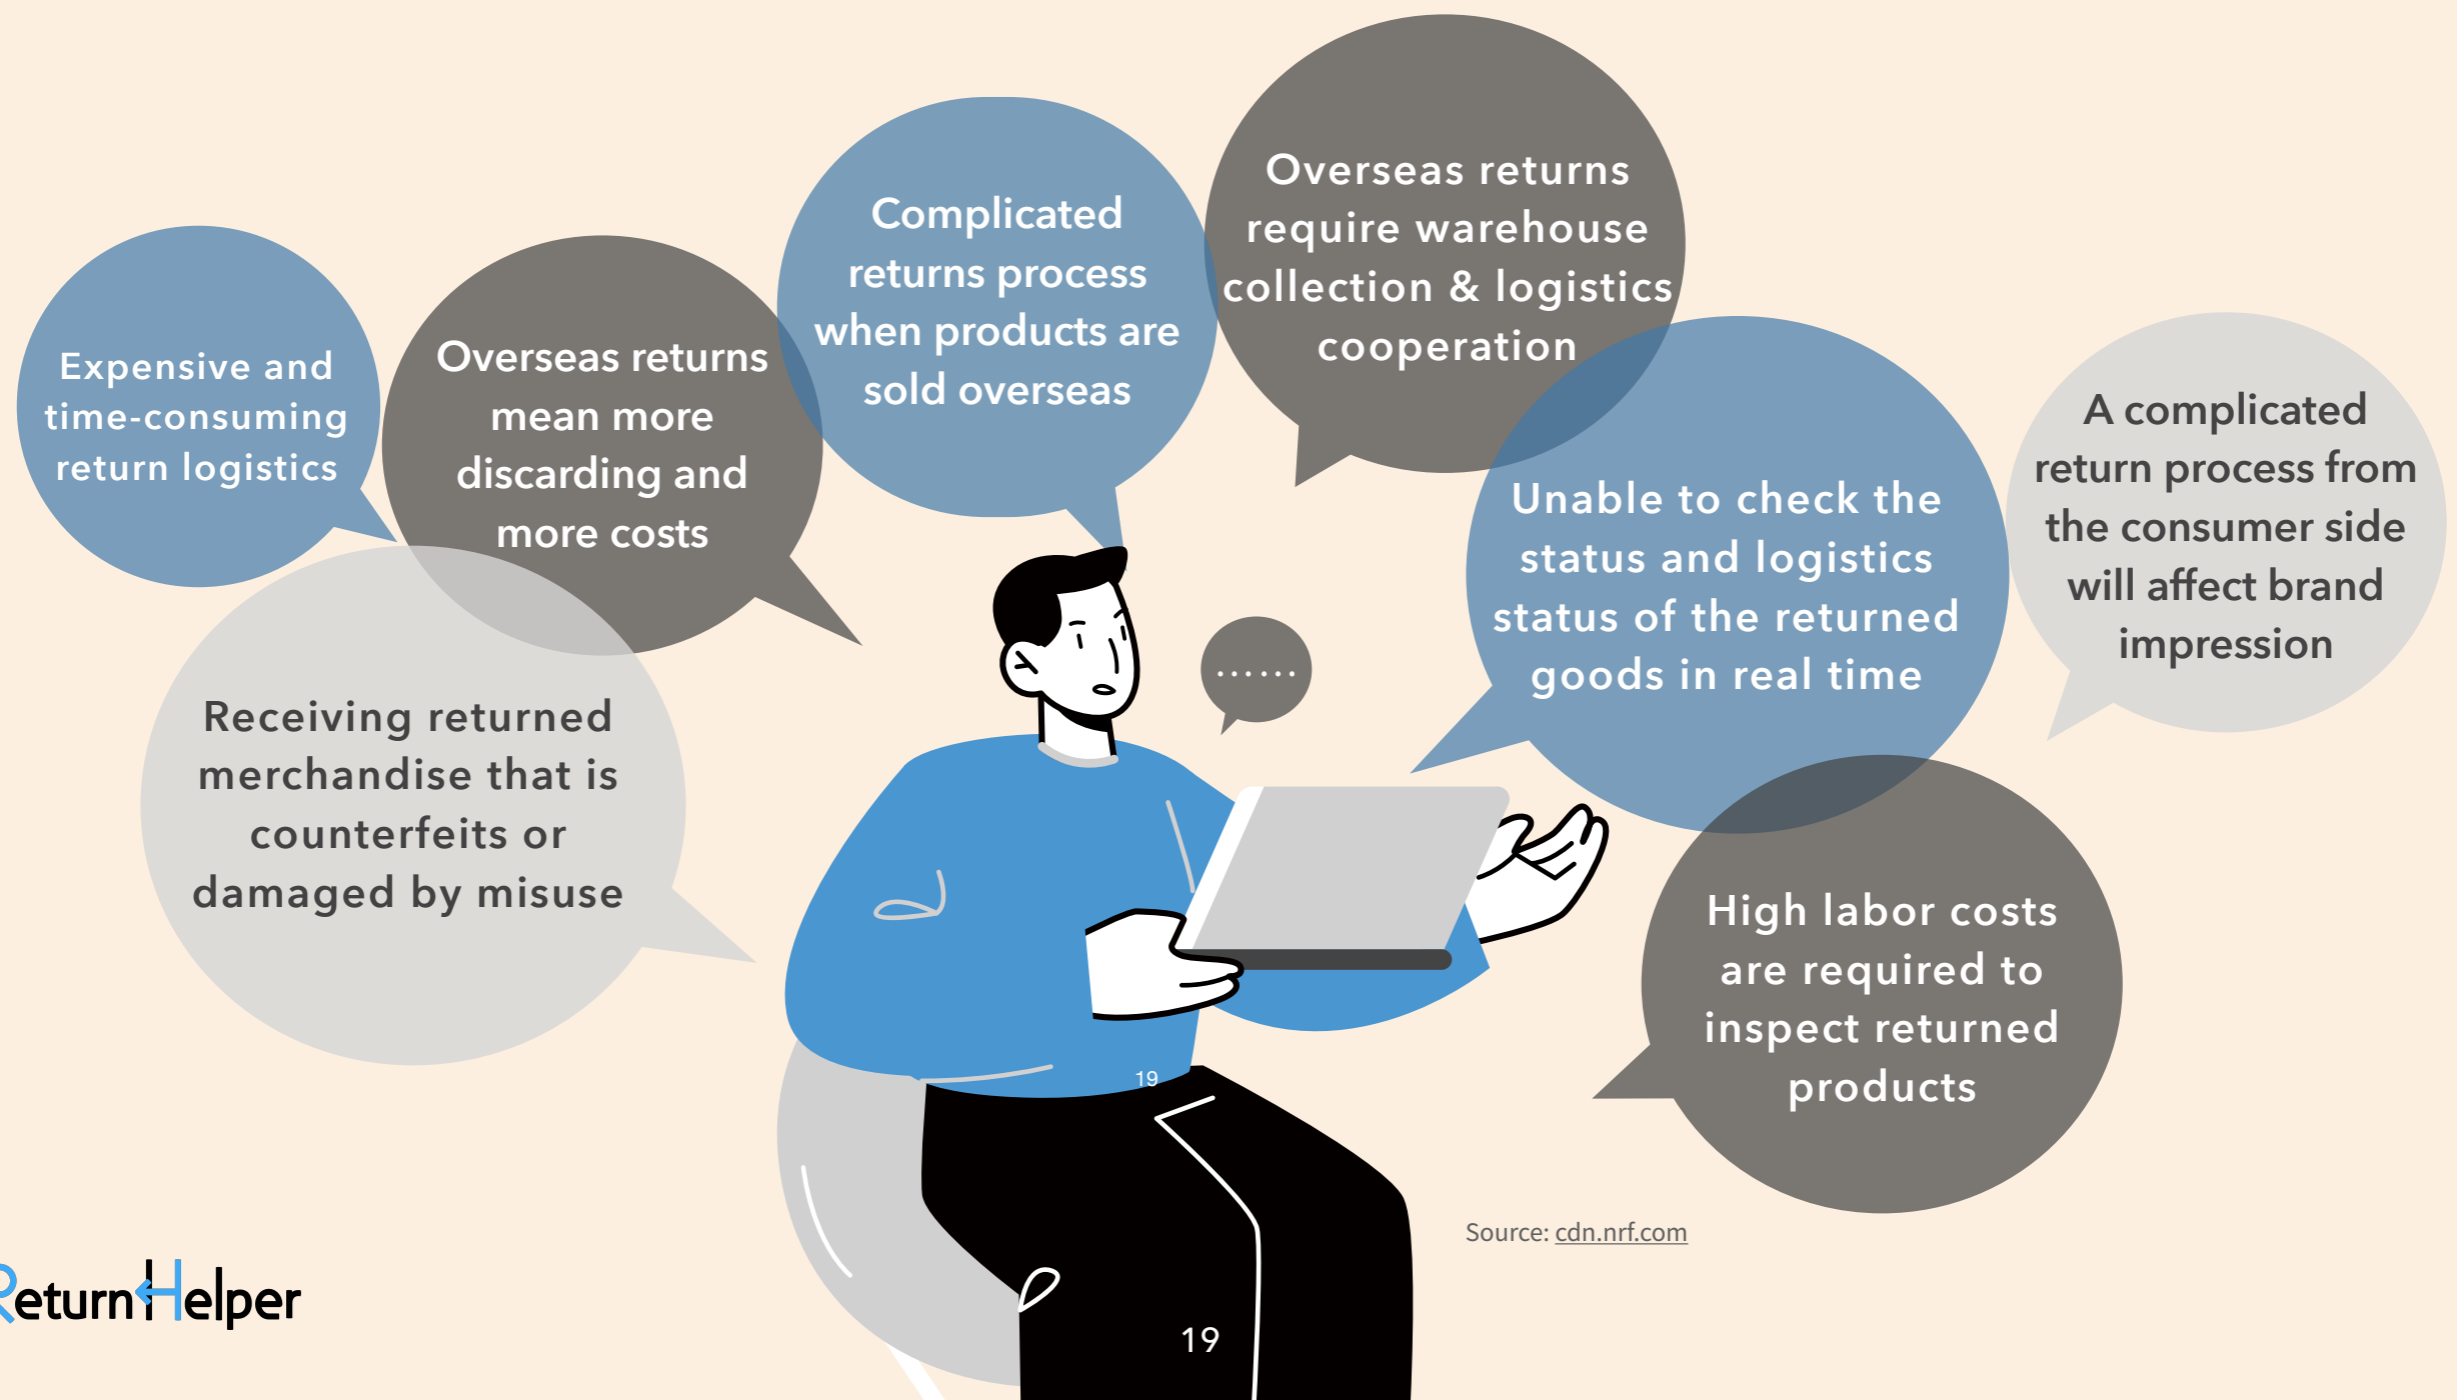 Expensive and
time-consuming
return logistics
Overseas returns
mean more
discarding and
more costs
Complicated
returns process
when products are
sold overseas
Overseas returns
require warehouse
collection & logistics
cooperation
Unable to check the
status and logistics
status of the returned
goods in real time
A complicated
return process from
the consumer side
will affect brand
impression
Receiving returned
merchandise that is
counterfeits or
damaged by misuse
......
High labor costs
are required to
inspect returned
products
19
Source: cdn.nrf.com
ReturnHelper
19